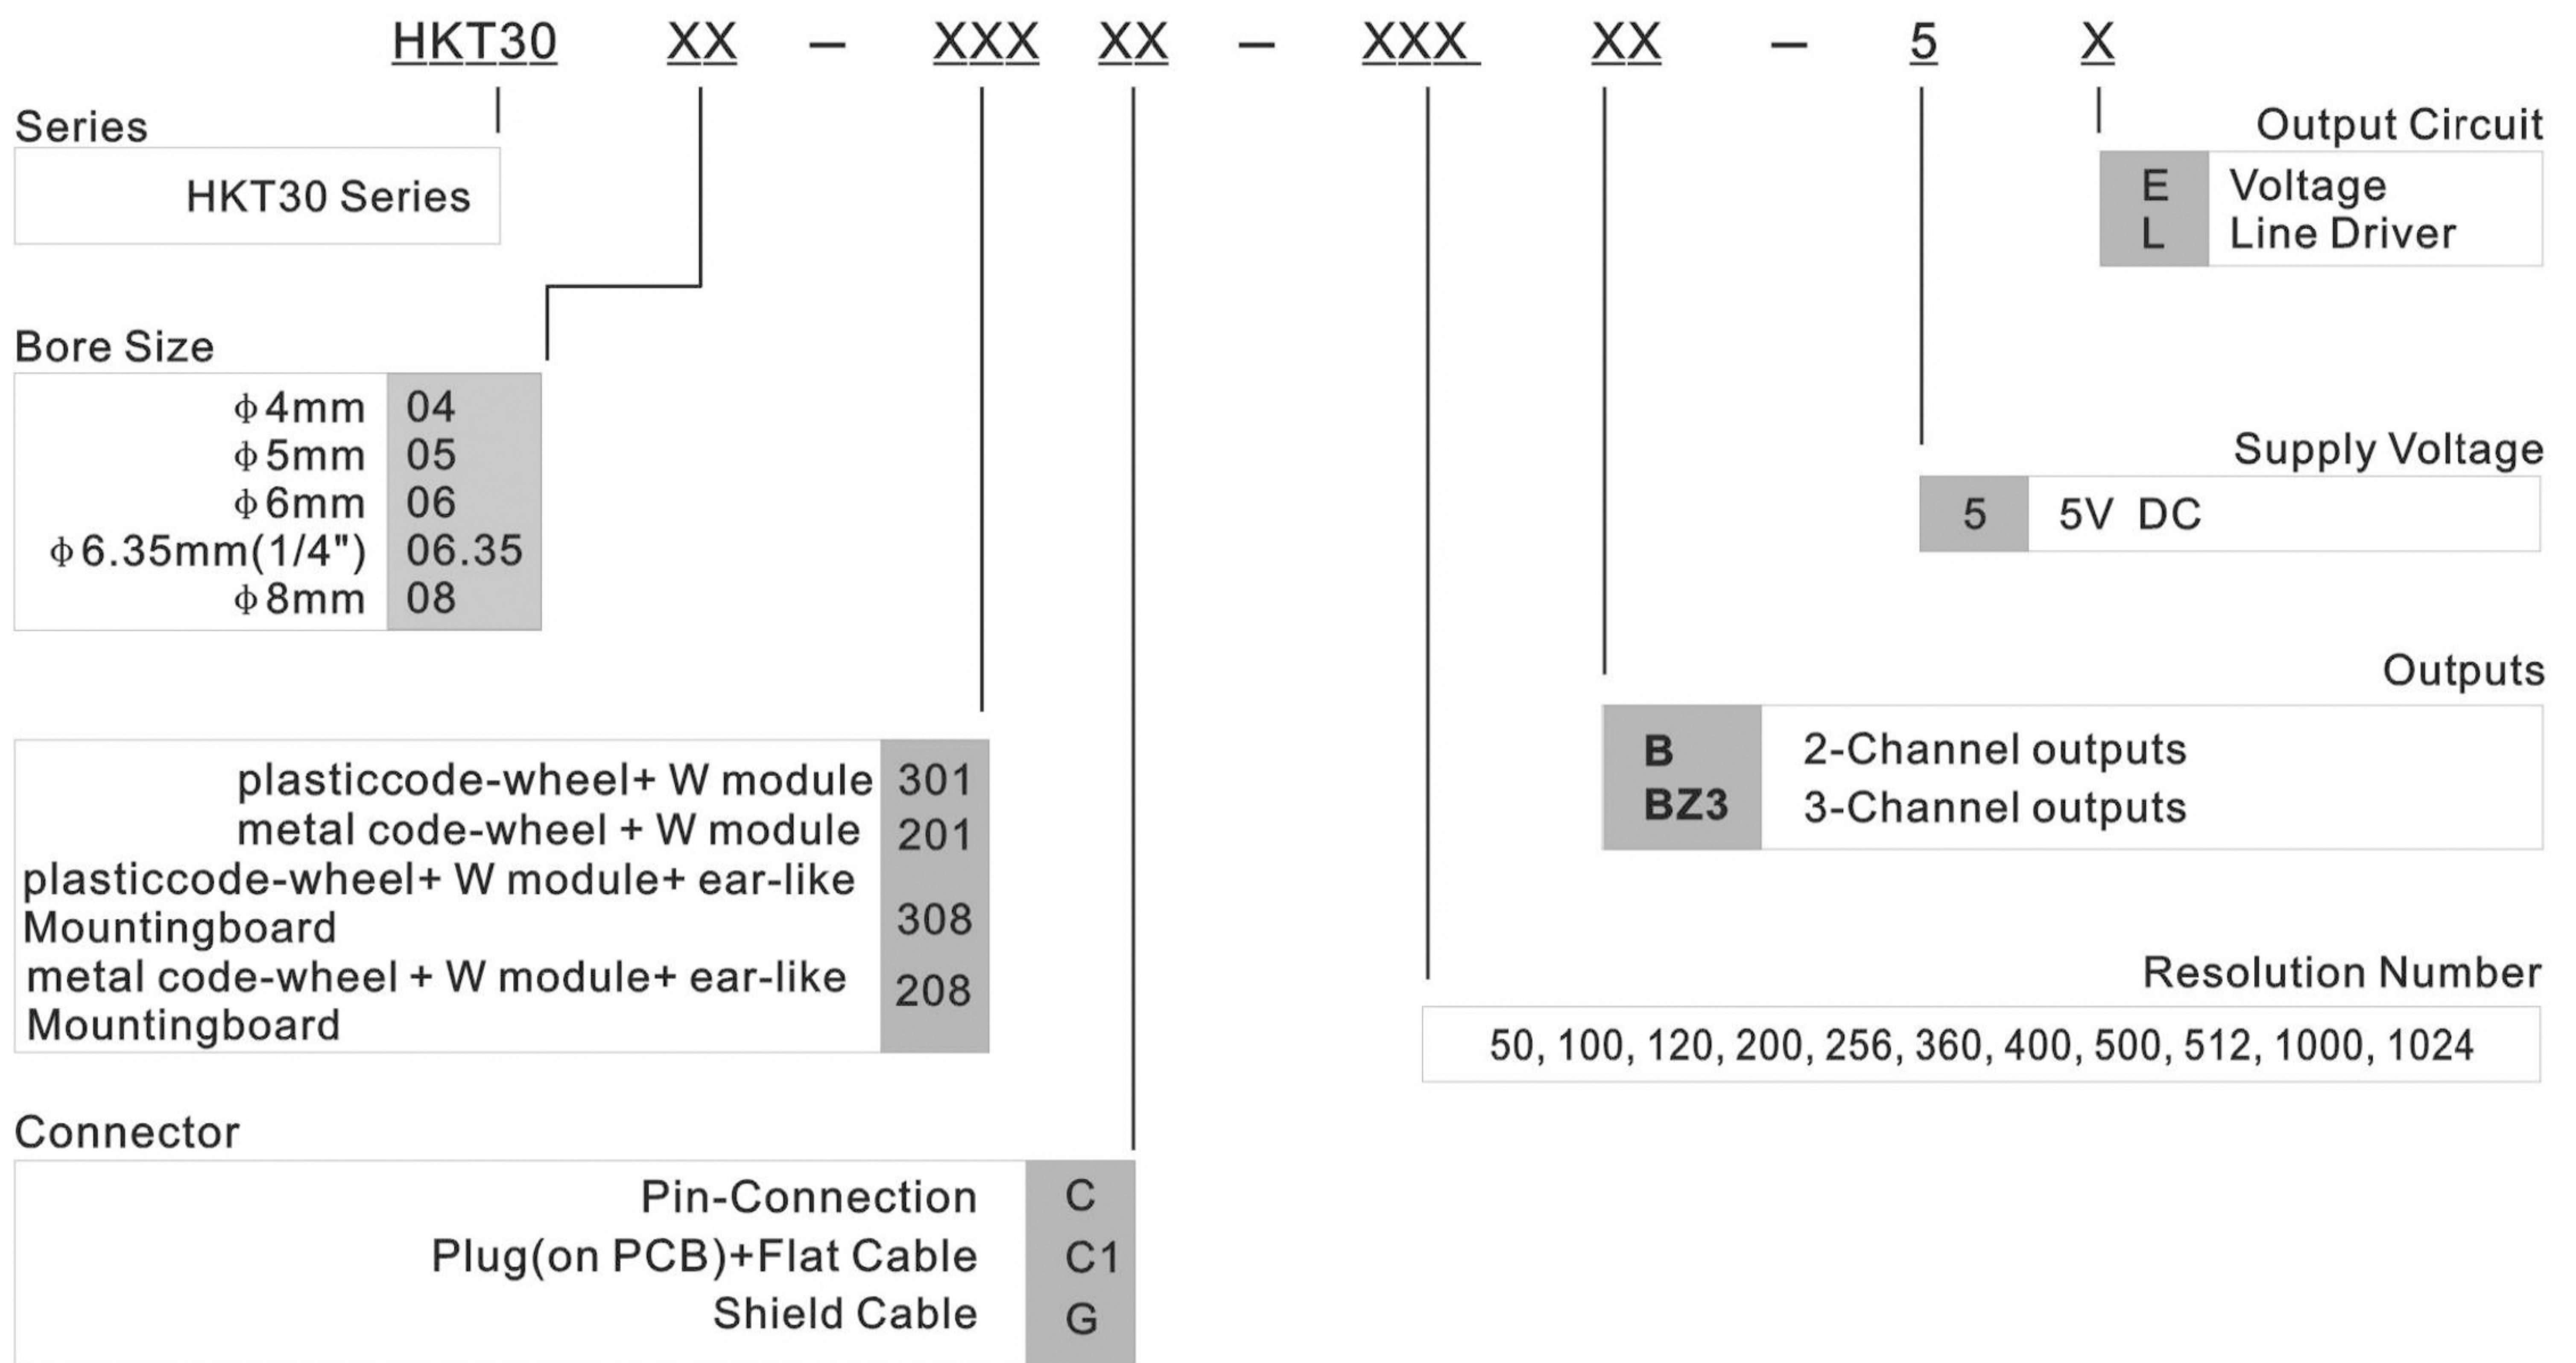 HKT30 XX – XXX XX – XXX XX – 5 X
Series
HKT30 Series
Bore Size
ϕ4mm 04
ϕ5mm 05
ϕ6mm 06
ϕ6.35mm(1/4") 06.35
ϕ8mm 08
plasticcode-wheel+ W module 301
metal code-wheel + W module 201
plasticcode-wheel+ W module+ ear-like
Mountingboard 308
metal code-wheel + W module+ ear-like
Mountingboard 208
Connector
Pin-Connection C
Plug(on PCB)+Flat Cable C1
Shield Cable G
Output Circuit
E Voltage
L Line Driver
Supply Voltage
5 5V DC
Outputs
B 2-Channel outputs
BZ3 3-Channel outputs
Resolution Number
50, 100, 120, 200, 256, 360, 400, 500, 512, 1000, 1024